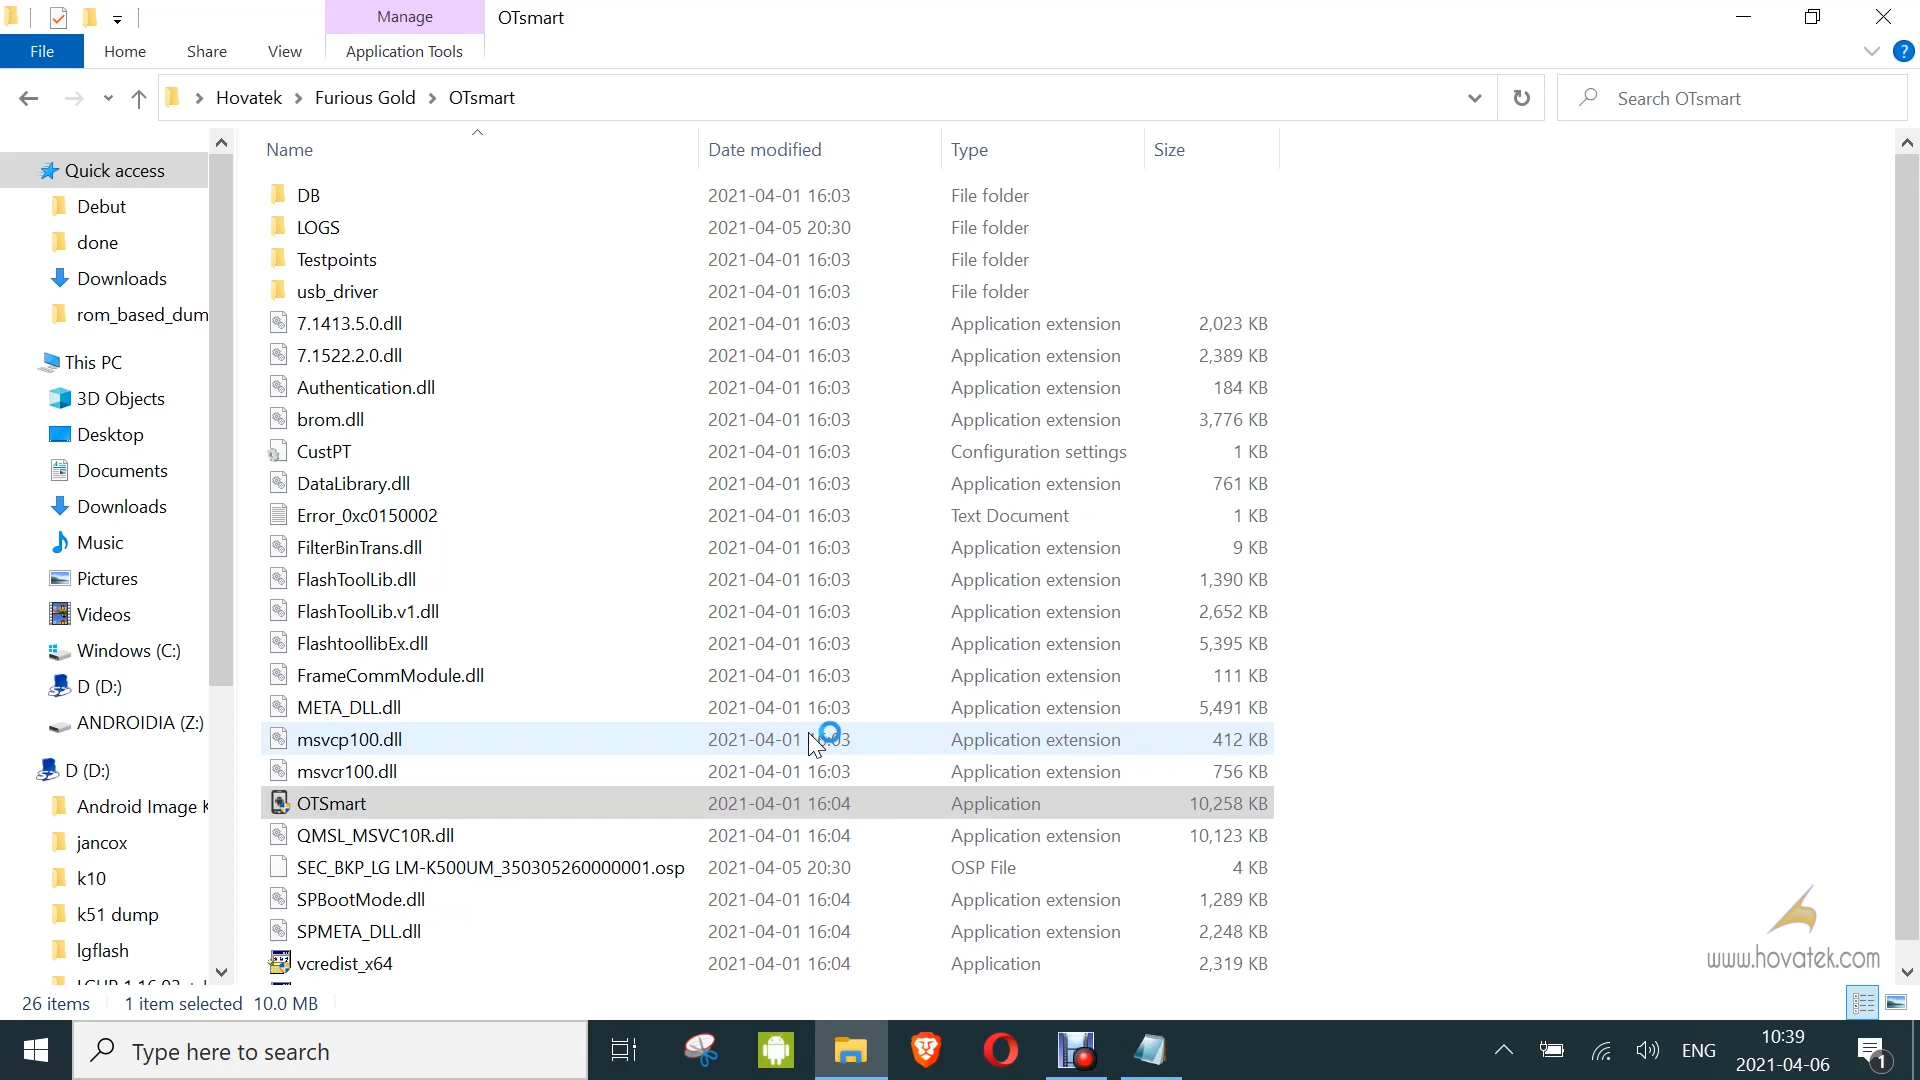 Manage
OTsmart
File
Home
Share
View
Application Tools
?
Hovatek
Furious Gold
OTsmart
Search OTsmart
Name
Date modified
Type
Size
Quick access
Debut
done
Downloads
rom_based_dum
This PC
3D Objects
Desktop
Documents
Downloads
Music
Pictures
Videos
Windows (C:)
D (D:)
ANDROIDIA (Z:)
D (D:)
Android Image K
jancox
k10
k51 dump
lgflash
DB 2021-04-01 16:03 File folder
LOGS 2021-04-05 20:30 File folder
Testpoints 2021-04-01 16:03 File folder
usb_driver 2021-04-01 16:03 File folder
7.1413.5.0.dll 2021-04-01 16:03 Application extension 2,023 KB
7.1522.2.0.dll 2021-04-01 16:03 Application extension 2,389 KB
Authentication.dll 2021-04-01 16:03 Application extension 184 KB
brom.dll 2021-04-01 16:03 Application extension 3,776 KB
CustPT 2021-04-01 16:03 Configuration settings 1 KB
DataLibrary.dll 2021-04-01 16:03 Application extension 761 KB
Error_0xc0150002 2021-04-01 16:03 Text Document 1 KB
FilterBinTrans.dll 2021-04-01 16:03 Application extension 9 KB
FlashToolLib.dll 2021-04-01 16:03 Application extension 1,390 KB
FlashToolLib.v1.dll 2021-04-01 16:03 Application extension 2,652 KB
FlashtoollibEx.dll 2021-04-01 16:03 Application extension 5,395 KB
FrameCommModule.dll 2021-04-01 16:03 Application extension 111 KB
META_DLL.dll 2021-04-01 16:03 Application extension 5,491 KB
msvcp100.dll 2021-04-01 16:03 Application extension 412 KB
msvcr100.dll 2021-04-01 16:03 Application extension 756 KB
OTSmart 2021-04-01 16:04 Application 10,258 KB
QMSL_MSVC10R.dll 2021-04-01 16:04 Application extension 10,123 KB
SEC_BKP_LG LM-K500UM_350305260000001.osp 2021-04-05 20:30 OSP File 4 KB
SPBootMode.dll 2021-04-01 16:04 Application extension 1,289 KB
SPMETA_DLL.dll 2021-04-01 16:04 Application extension 2,248 KB
vcredist_x64 2021-04-01 16:04 Application 2,319 KB
www.hovatek.com
26 items 1 item selected 10.0 MB
Type here to search
ENG
10:39
2021-04-06
1